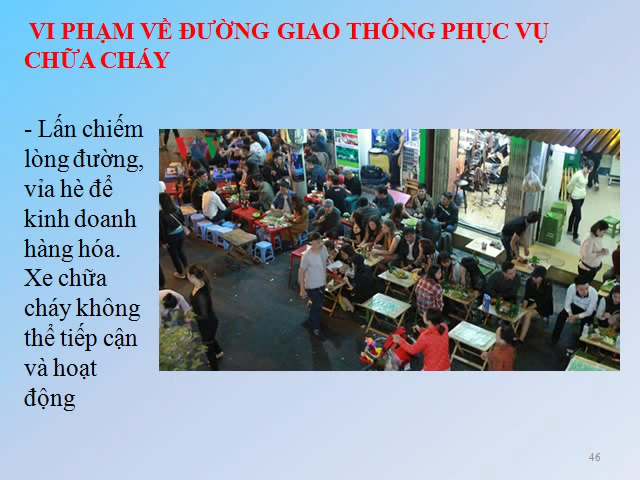 VI PHẠM VỀ ĐƯỜNG GIAO THÔNG PHỤC VỤ
CHỮA CHÁY
- Lấn chiếm
lòng đường,
vỉa hè để
kinh doanh
hàng hóa.
Xe chữa
cháy không
thể tiếp cận
và hoạt
động
46